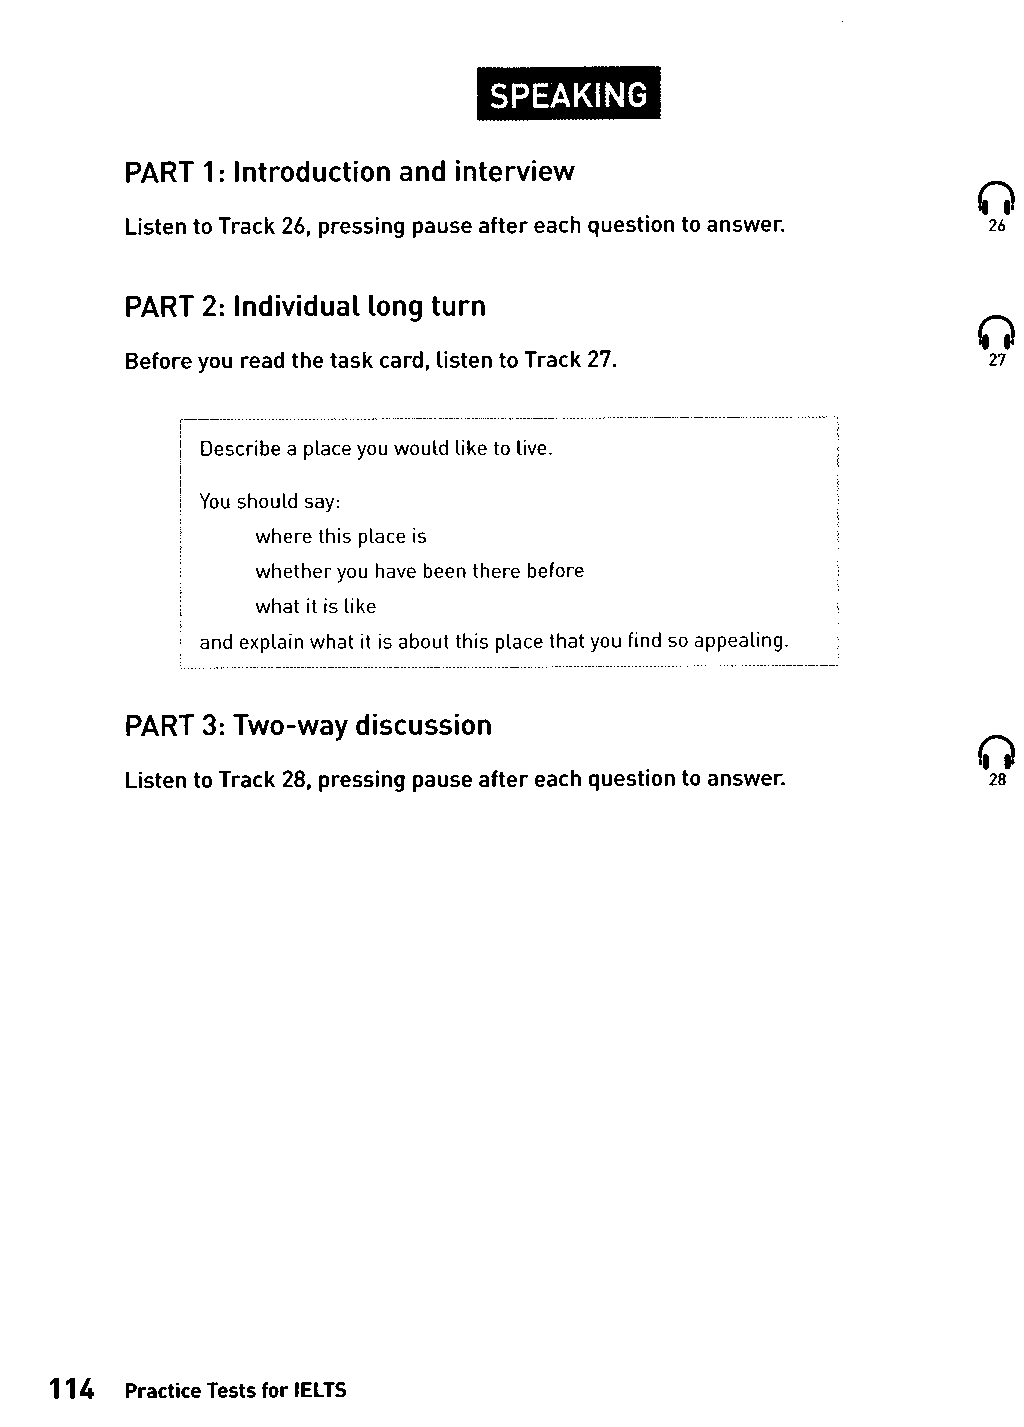 SPEAKING
PART 1: Introduction and interview
Listen to Track 26, pressing pause after each question to answer.
26
PART 2: Individual long turn
Before you read the task card, listen to Track 27.
27
Describe a place you would like to live.
You should say:
where this place is
whether you have been there before
what it is like
and explain what it is about this place that you find so appealing.
PART 3: Two-way discussion
Listen to Track 28, pressing pause after each question to answer.
28
114 Practice Tests for IELTS